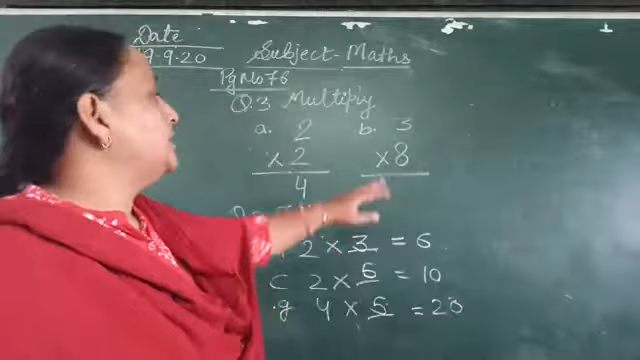 Date
19.9.20
Subject - Maths
Pg No 76
Q.3 Multiply
a. 2 b. 3
×2 ×8
4
2 × 3 = 6
C 2 × 5 = 10
g 4 × 5 = 20